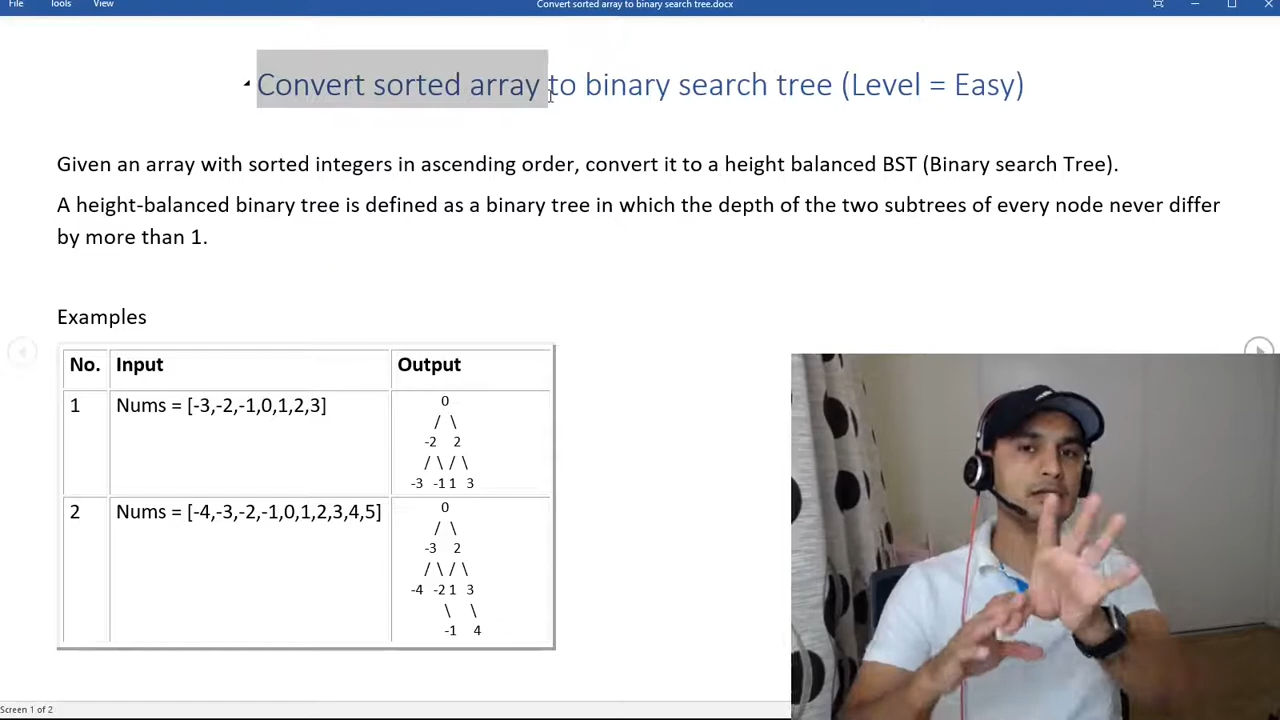 File Tools View Convert sorted array to binary search tree.docx
Convert sorted array to binary search tree (Level = Easy)
Given an array with sorted integers in ascending order, convert it to a height balanced BST (Binary search Tree).
A height-balanced binary tree is defined as a binary tree in which the depth of the two subtrees of every node never differ
by more than 1.
Examples
No. Input Output
1 Nums = [-3,-2,-1,0,1,2,3] 0
/ \
-2 2
/ \ / \
-3 -1 1 3
2 Nums = [-4,-3,-2,-1,0,1,2,3,4,5] 0
/ \
-3 2
/ \ / \
-4 -2 1 3
\ \
-1 4
Screen 1 of 2